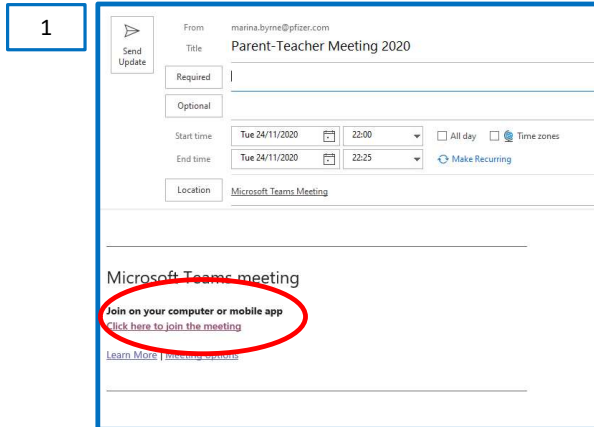 1
From marina.byrne@pfizer.com
Send Update
Title Parent-Teacher Meeting 2020
Required
Optional
Start time Tue 24/11/2020 22:00 All day Time zones
End time Tue 24/11/2020 22:25 Make Recurring
Location Microsoft Teams Meeting
Microsoft Teams meeting
Join on your computer or mobile app
Click here to join the meeting
Learn More | Meeting options